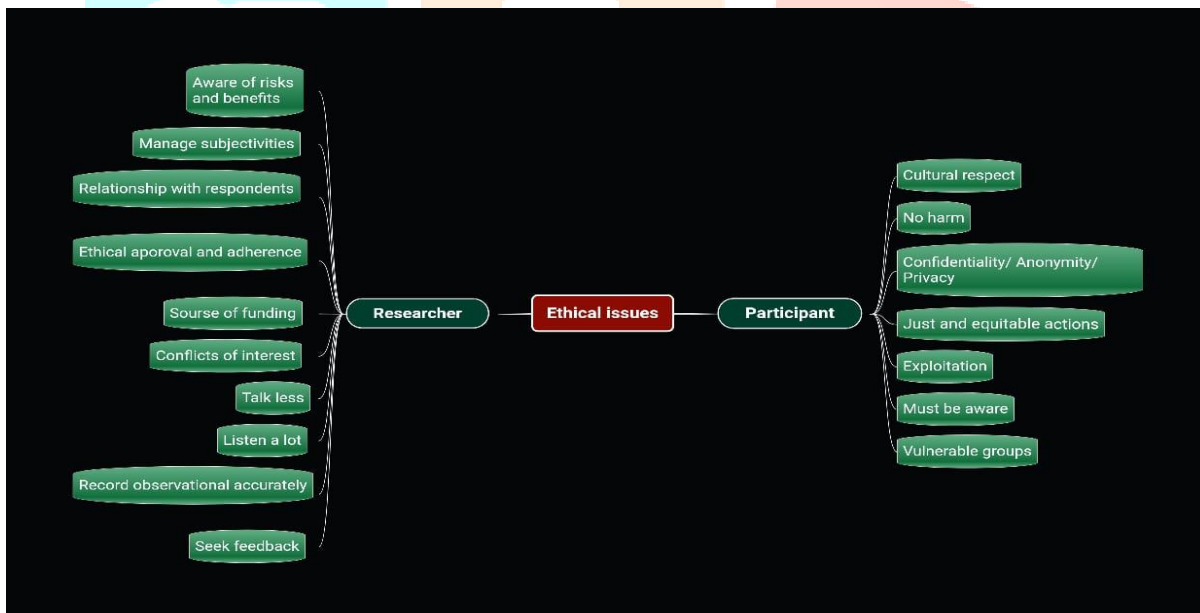 Aware of risks
and benefits
Manage subjectivities
Relationship with respondents
Ethical aporoval and adherence
Sourse of funding
Conflicts of interest
Talk less
Listen a lot
Record observational accurately
Seek feedback
Researcher
Ethical issues
Participant
Cultural respect
No harm
Confidentiality/ Anonymity/
Privacy
Just and equitable actions
Exploitation
Must be aware
Vulnerable groups